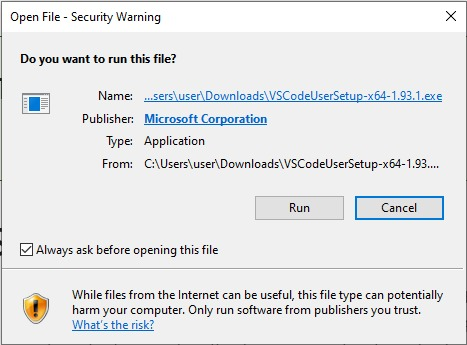 Open File - Security Warning
Do you want to run this file?
Name: ...sers\user\Downloads\VSCodeUserSetup-x64-1.93.1.exe
Publisher: Microsoft Corporation
Type: Application
From: C:\Users\user\Downloads\VSCodeUserSetup-x64-1.93....
Run Cancel
Always ask before opening this file
While files from the Internet can be useful, this file type can potentially
harm your computer. Only run software from publishers you trust.
What's the risk?